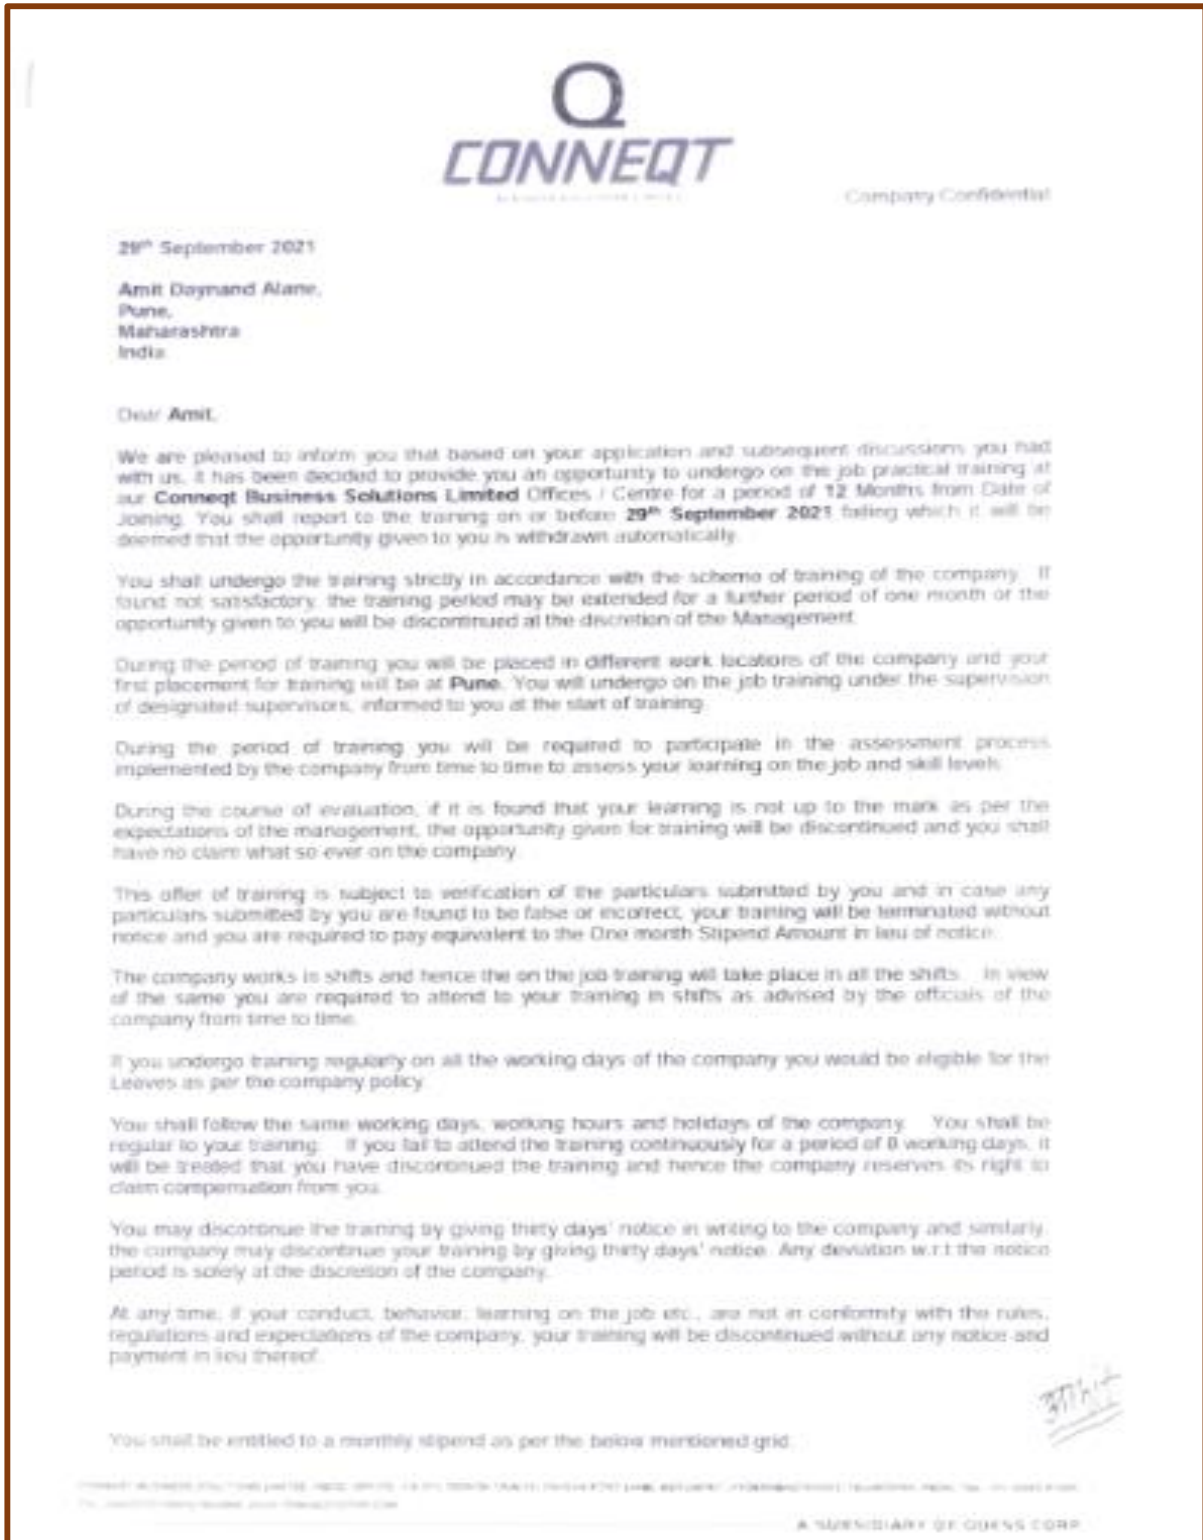 Q
CONNEQT
Company Confidential
29th September 2021
Amit Daynand Alane,
Pune,
Maharashtra
India
Dear Amit,
We are pleased to inform you that based on your application and subsequent discussions you had
with us, it has been decided to provide you an opportunity to undergo on the job practical training at
our Conneqt Business Solutions Limited Offices / Centre for a period of 12 Months from Date of
Joining. You shall report to the training on or before 29th September 2021 failing which it will be
deemed that the opportunity given to you is withdrawn automatically.
You shall undergo the training strictly in accordance with the scheme of training of the company. If
found not satisfactory, the training period may be extended for a further period of one month or the
opportunity given to you will be discontinued at the discretion of the Management.
During the period of training you will be placed in different work locations of the company and your
first placement for training will be at Pune. You will undergo on the job training under the supervision
of designated supervisors, informed to you at the start of training.
During the period of training you will be required to participate in the assessment process
implemented by the company from time to time to assess your learning on the job and skill levels.
During the course of evaluation, if it is found that your learning is not up to the mark as per the
expectations of the management, the opportunity given for training will be discontinued and you shall
have no claim what so ever on the company.
This offer of training is subject to verification of the particulars submitted by you and in case any
particulars submitted by you are found to be false or incorrect, your training will be terminated without
notice and you are required to pay equivalent to the One month Stipend Amount in lieu of notice.
The company works in shifts and hence the on the job training will take place in all the shifts. In view
of the same you are required to attend to your training in shifts as advised by the officials of the
company from time to time.
If you undergo training regularly on all the working days of the company you would be eligible for the
Leaves as per the company policy.
You shall follow the same working days, working hours and holidays of the company. You shall be
regular to your training. If you fail to attend the training continuously for a period of 8 working days, it
will be treated that you have discontinued the training and hence the company reserves its right to
claim compensation from you.
You may discontinue the training by giving thirty days' notice in writing to the company and similarly,
the company may discontinue your training by giving thirty days' notice. Any deviation w.r.t the notice
period is solely at the discretion of the company.
At any time, if your conduct, behavior, learning on the job etc., are not in conformity with the rules,
regulations and expectations of the company, your training will be discontinued without any notice and
payment in lieu thereof.
You shall be entitled to a monthly stipend as per the below mentioned grid.
A SUBSIDIARY OF QUESS CORP